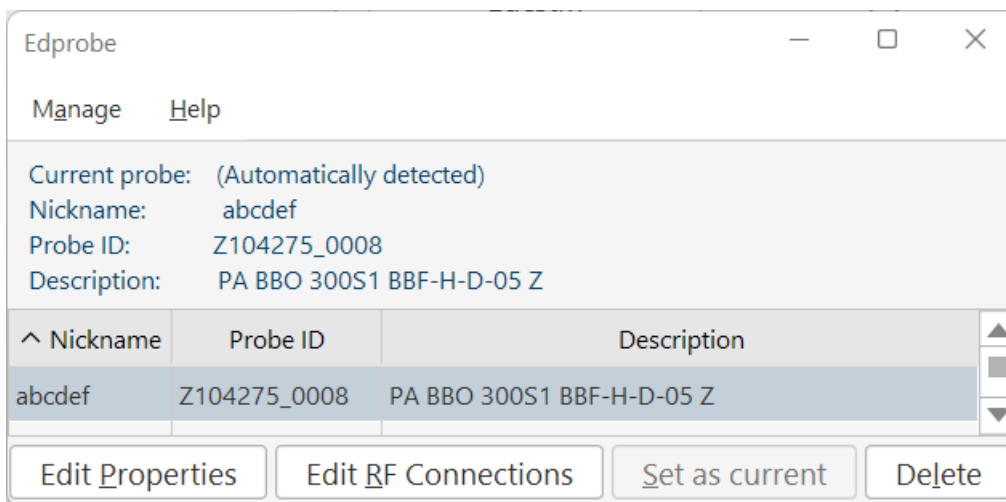 Edprobe
Manage Help
Current probe: (Automatically detected)
Nickname: abcdef
Probe ID: Z104275_0008
Description: PA BBO 300S1 BBF-H-D-05 Z
Nickname Probe ID Description
abcdef Z104275_0008 PA BBO 300S1 BBF-H-D-05 Z
Edit Properties Edit RF Connections Set as current Delete